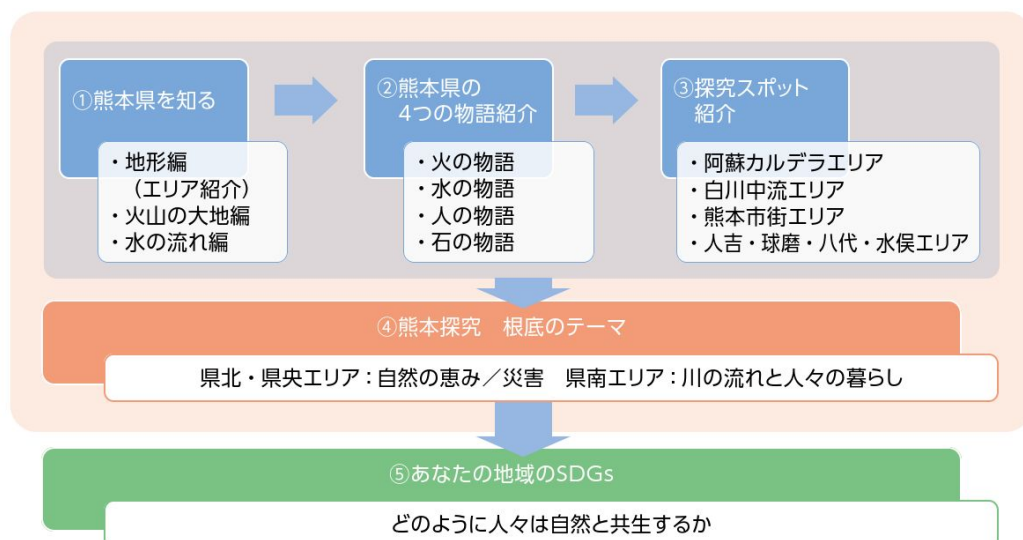 ①熊本県を知る
・地形編
（エリア紹介）
・火山の大地編
・水の流れ編
②熊本県の
4つの物語紹介
・火の物語
・水の物語
・人の物語
・石の物語
③探究スポット
紹介
・阿蘇カルデラエリア
・白川中流エリア
・熊本市街エリア
・人吉・球磨・八代・水俣エリア
④熊本探究　根底のテーマ
県北・県央エリア：自然の恵み／災害　県南エリア：川の流れと人々の暮らし
⑤あなたの地域のSDGs
どのように人々は自然と共生するか